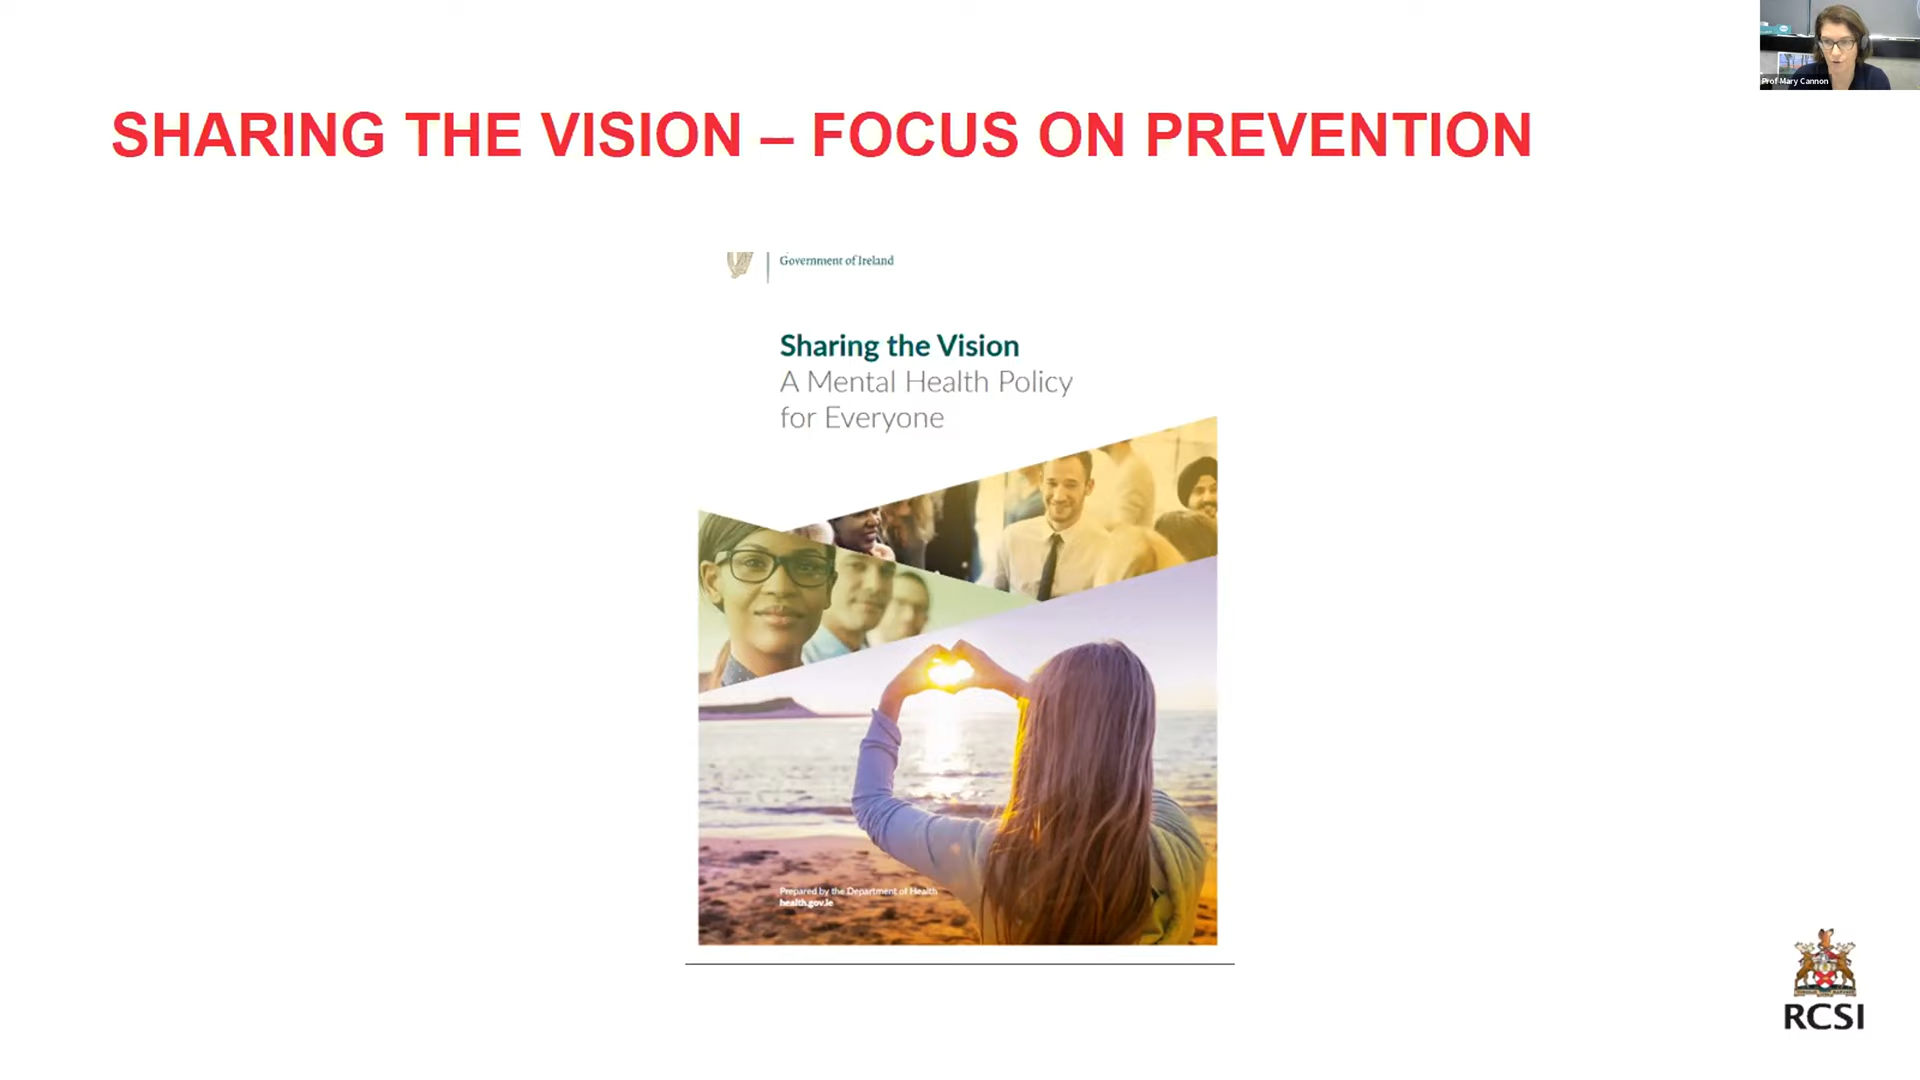 Prof Mary Cannon
SHARING THE VISION – FOCUS ON PREVENTION
Government of Ireland
Sharing the Vision
A Mental Health Policy
for Everyone
Prepared by the Department of Health
health.gov.ie
RCSI